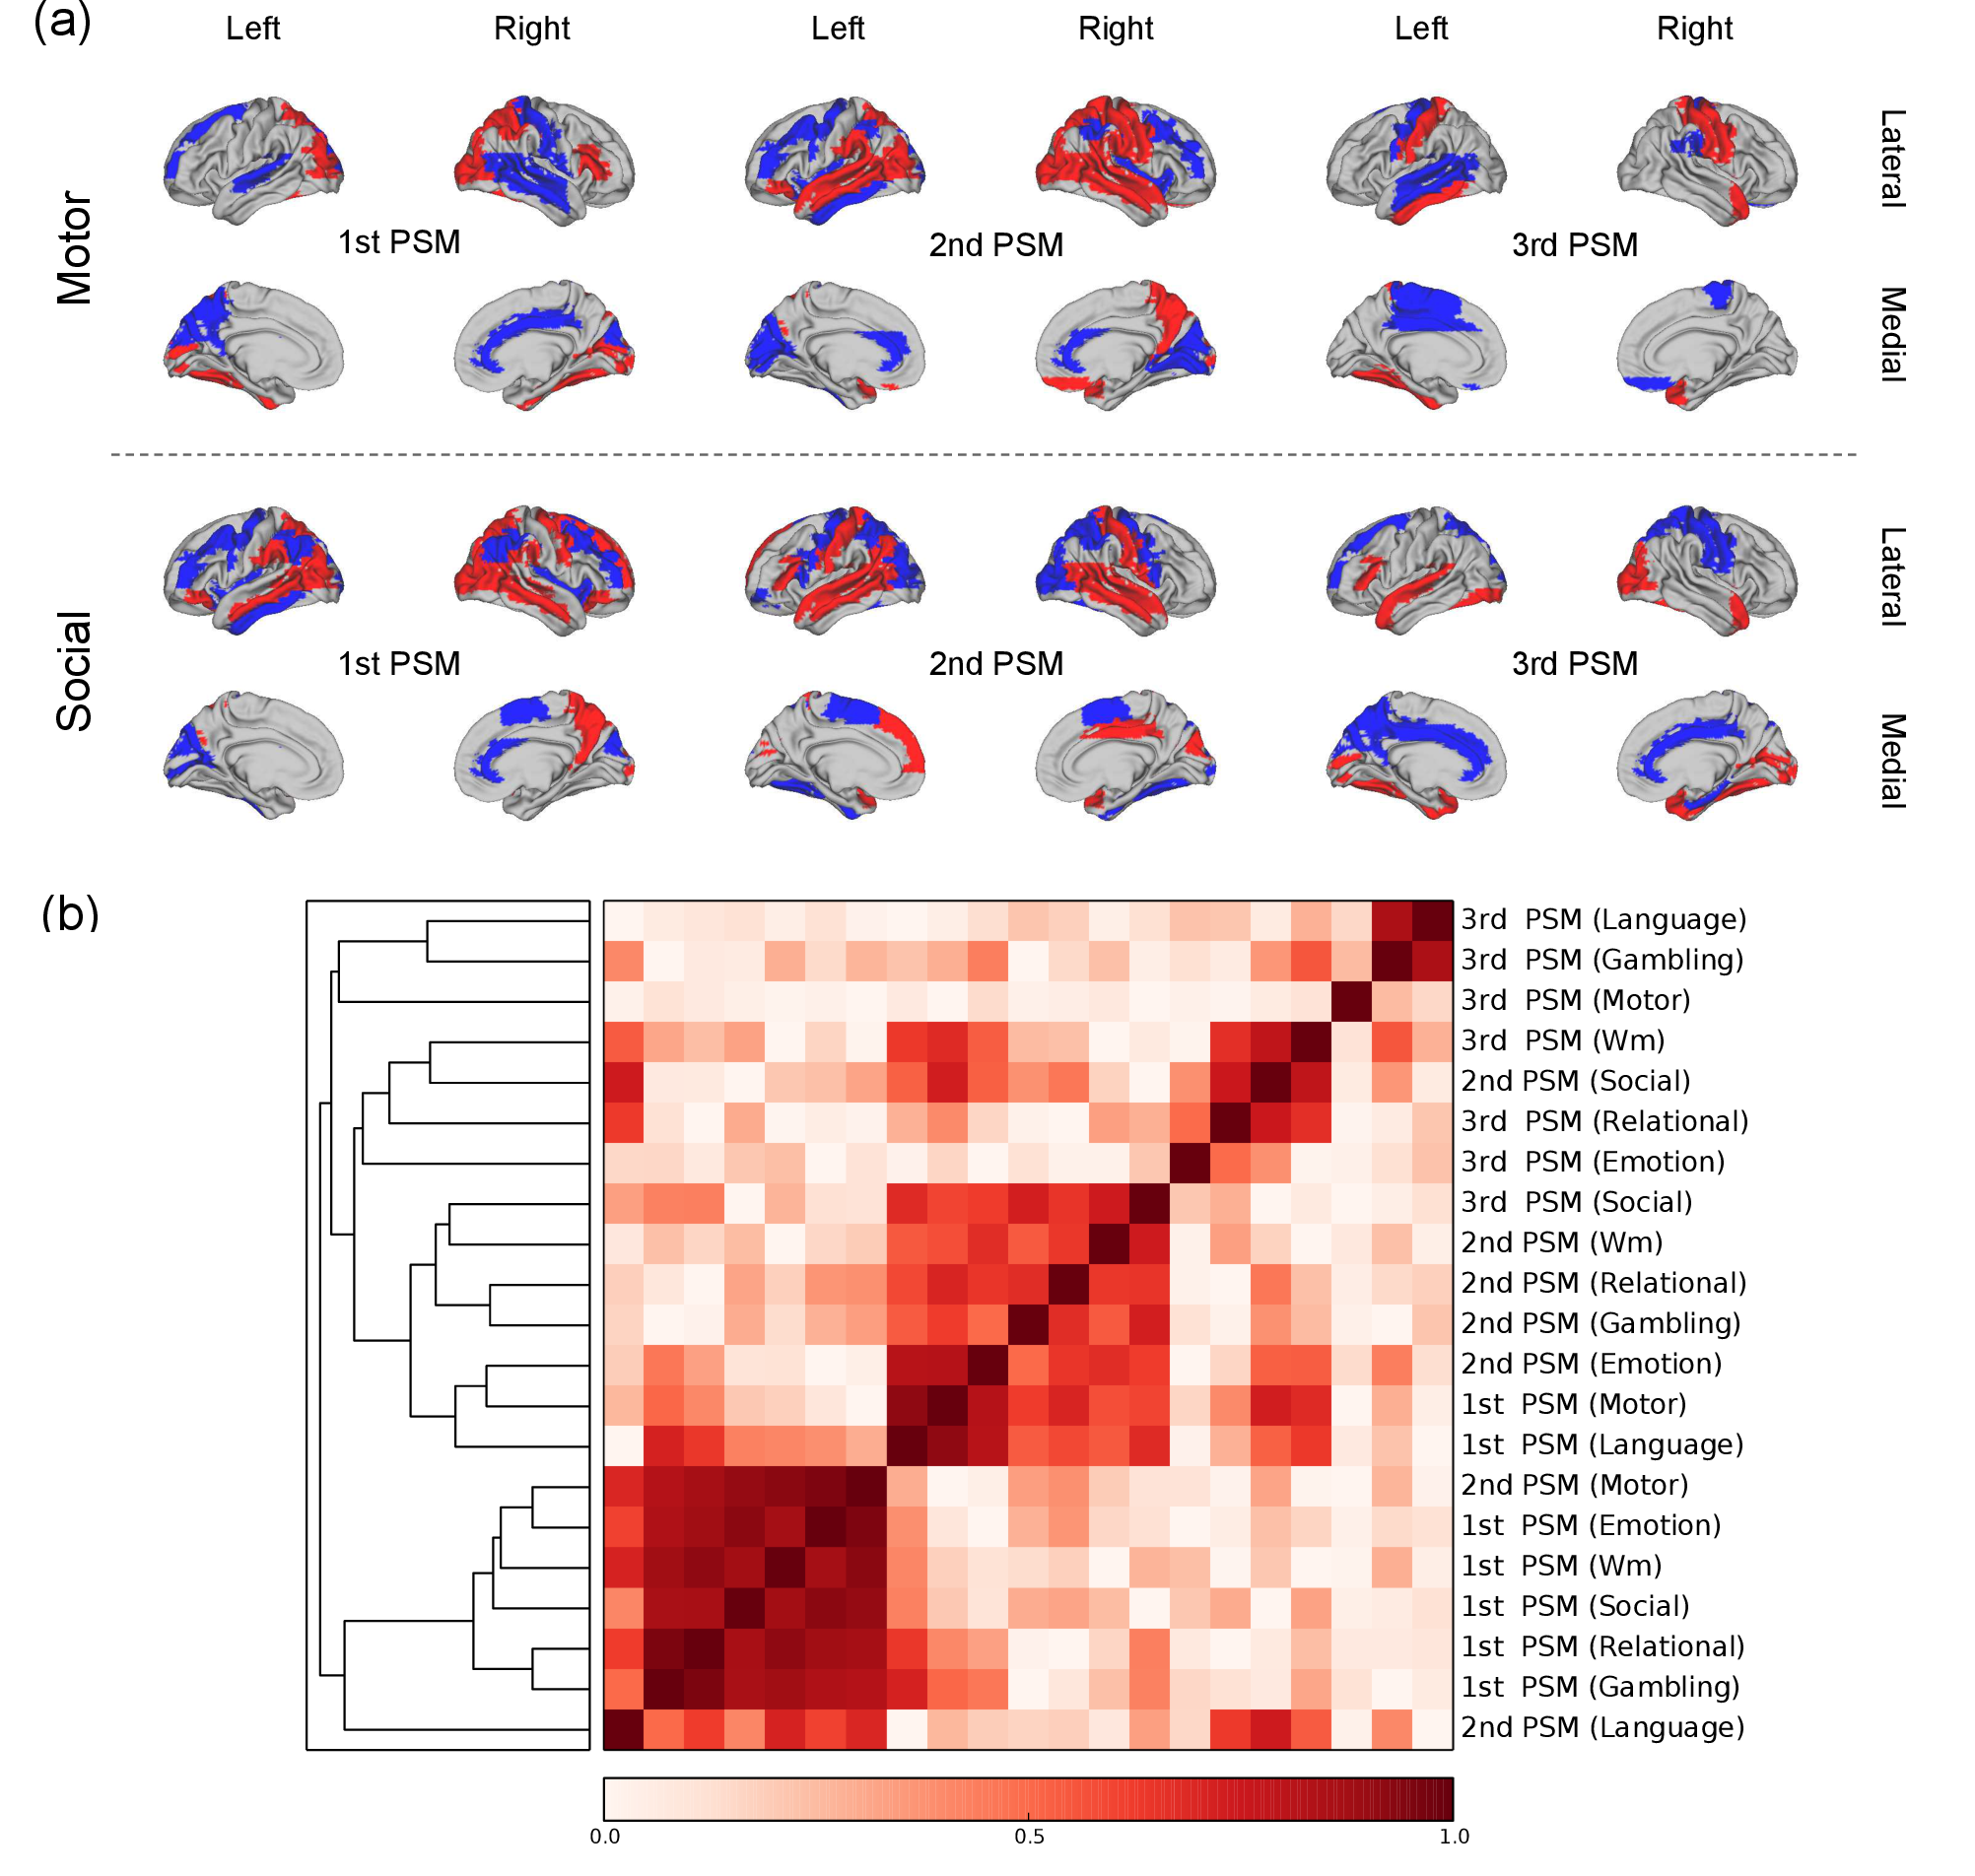 (a)
Left Right Left Right Left Right
Motor
Lateral
1st PSM 2nd PSM 3rd PSM
Medial
Social
Lateral
1st PSM 2nd PSM 3rd PSM
Medial
(b)
3rd PSM (Language)
3rd PSM (Gambling)
3rd PSM (Motor)
3rd PSM (Wm)
2nd PSM (Social)
3rd PSM (Relational)
3rd PSM (Emotion)
3rd PSM (Social)
2nd PSM (Wm)
2nd PSM (Relational)
2nd PSM (Gambling)
2nd PSM (Emotion)
1st PSM (Motor)
1st PSM (Language)
2nd PSM (Motor)
1st PSM (Emotion)
1st PSM (Wm)
1st PSM (Social)
1st PSM (Relational)
1st PSM (Gambling)
2nd PSM (Language)
0.0 0.5 1.0